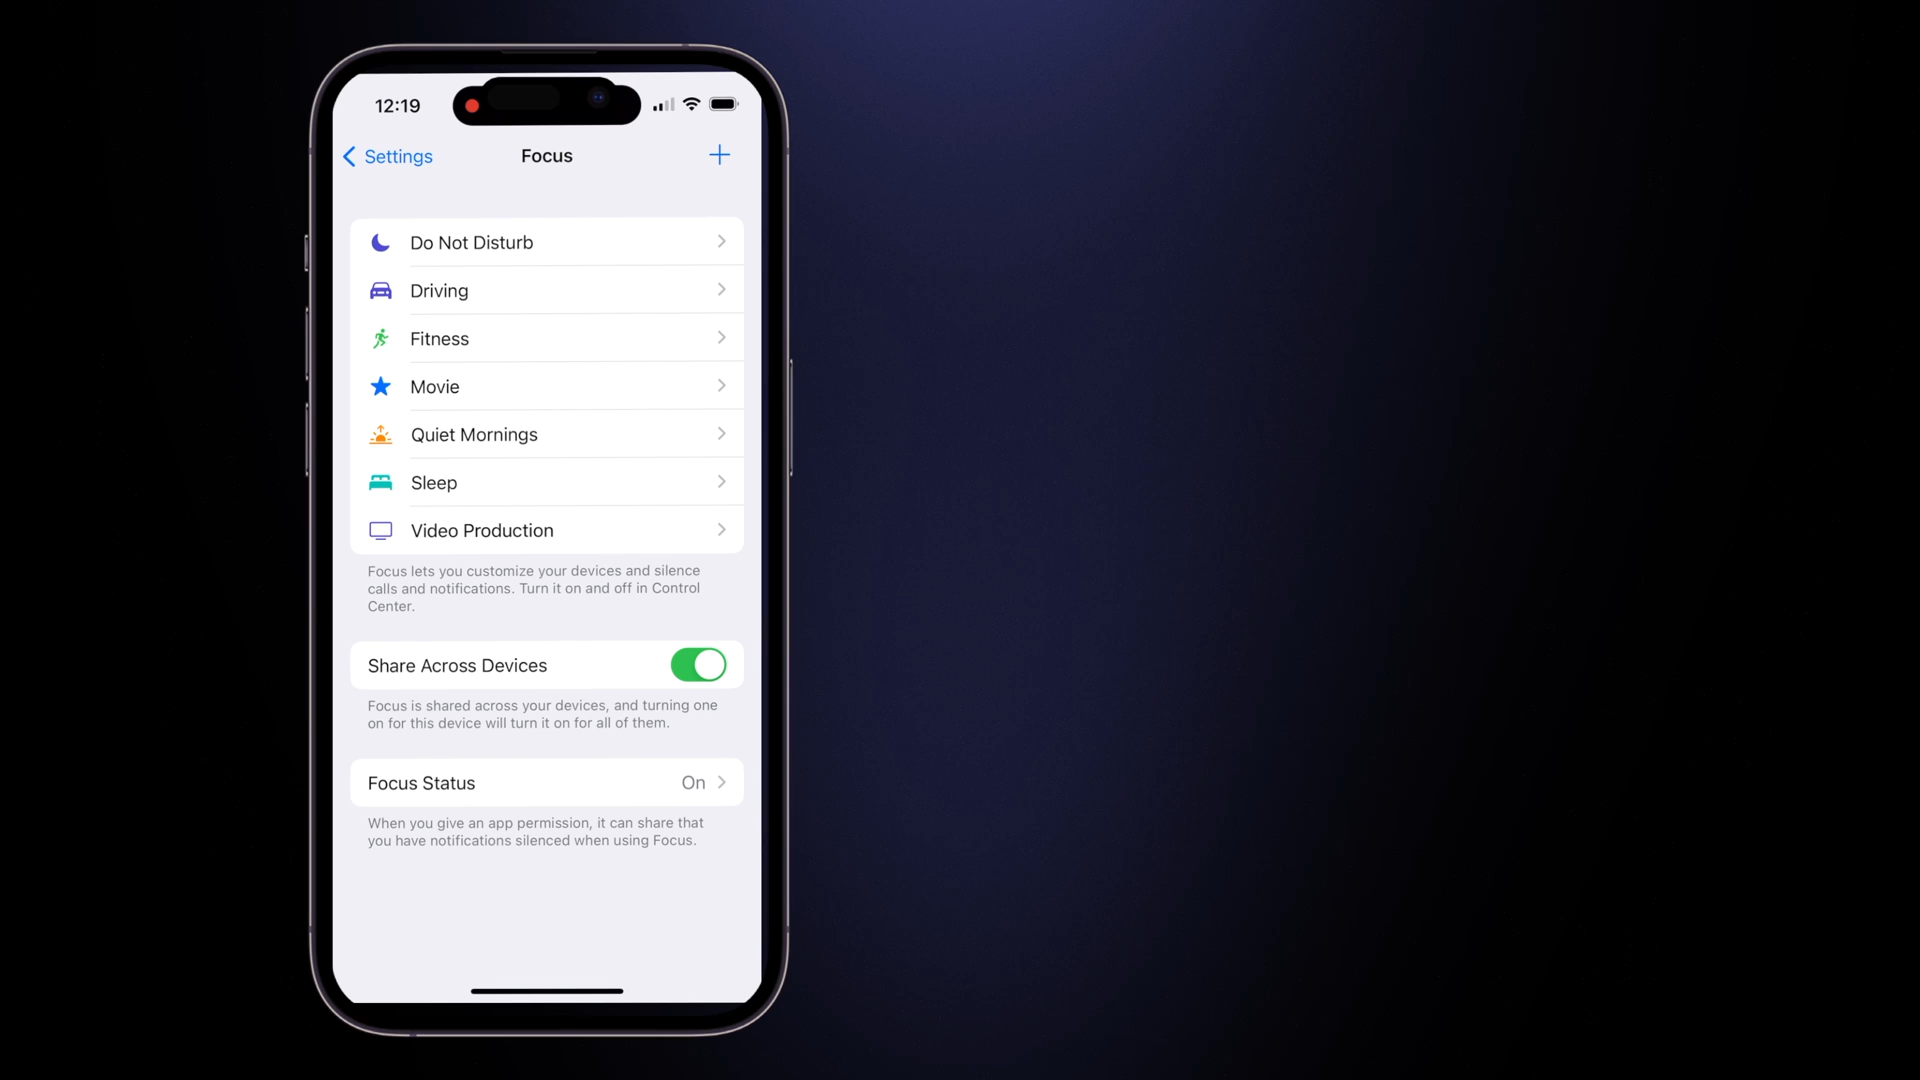 12:19
Settings
Focus
Do Not Disturb
Driving
Fitness
Movie
Quiet Mornings
Sleep
Video Production
Focus lets you customize your devices and silence
calls and notifications. Turn it on and off in Control
Center.
Share Across Devices
Focus is shared across your devices, and turning one
on for this device will turn it on for all of them.
Focus Status On
When you give an app permission, it can share that
you have notifications silenced when using Focus.